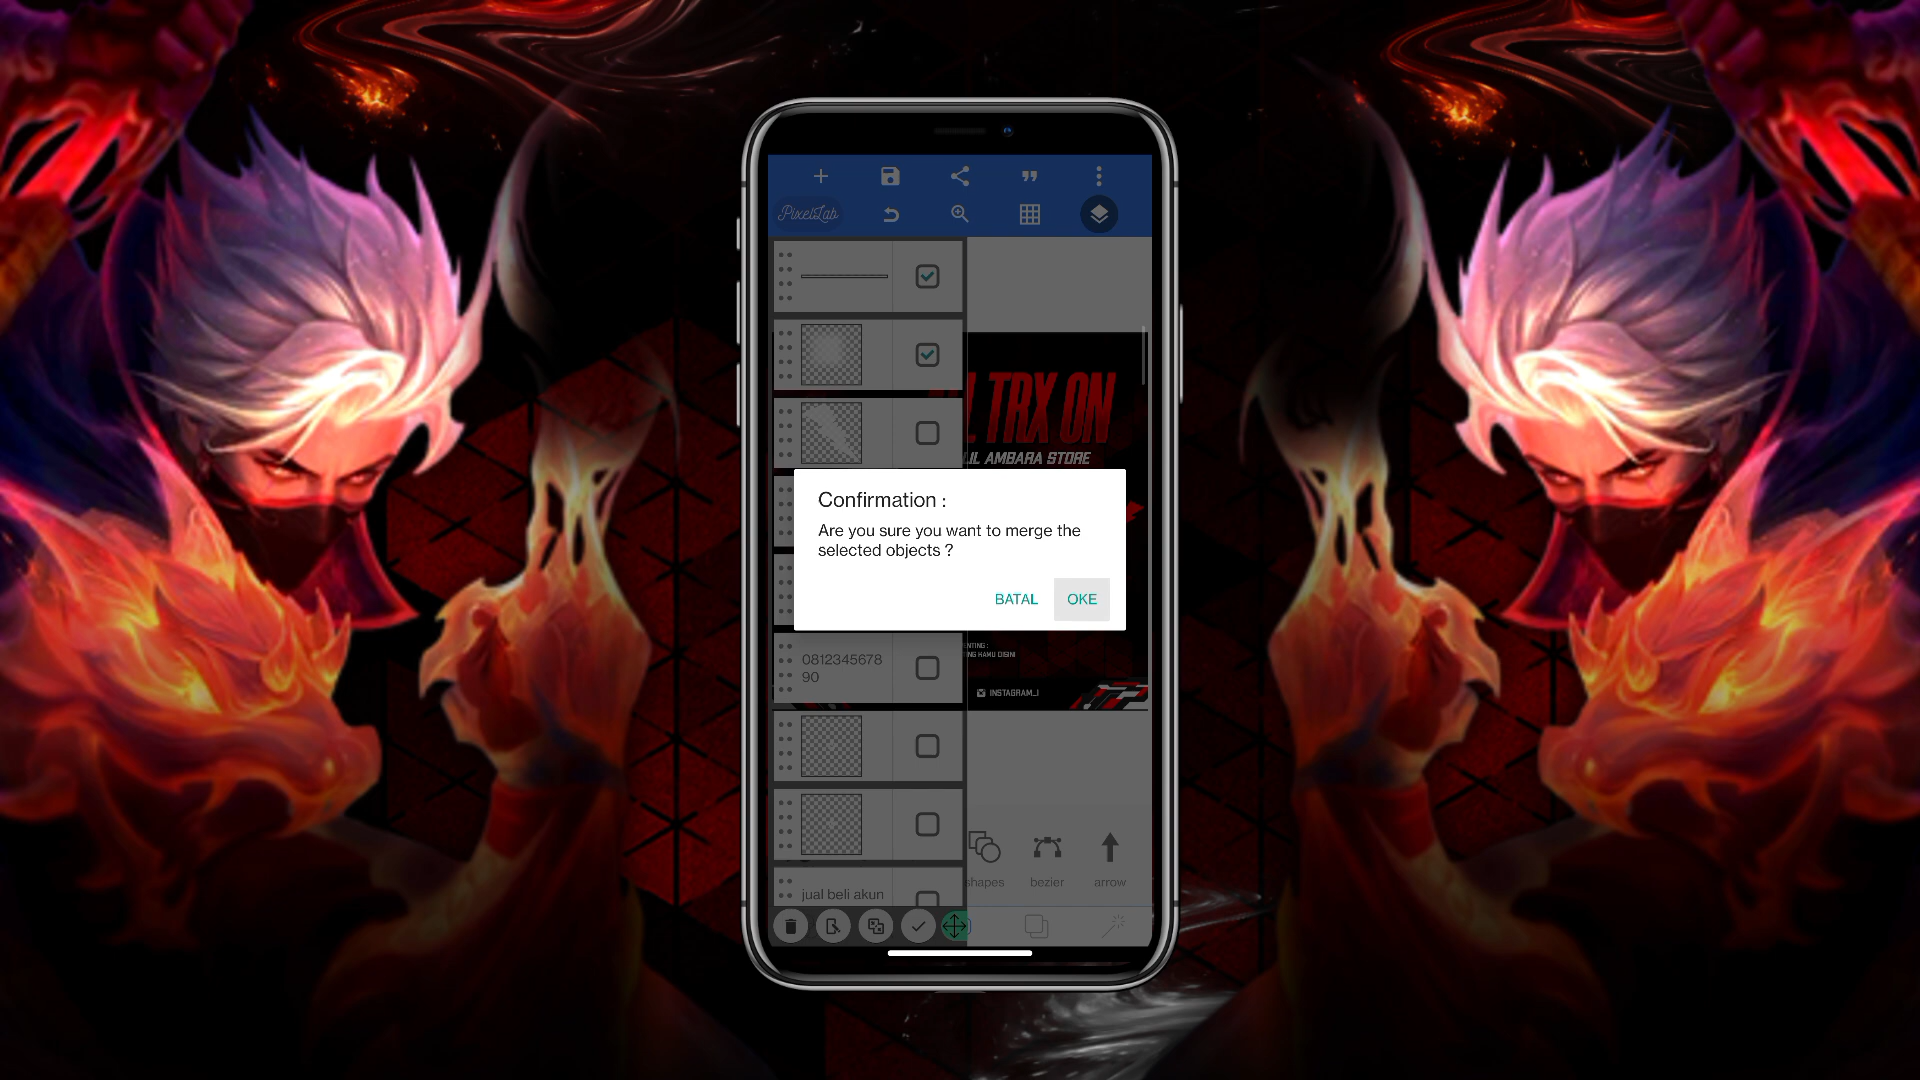 PixelLab
TRX ON
AMBARA STORE
Confirmation :
Are you sure you want to merge the
selected objects ?
BATAL
OKE
0812345678
90
INSTAGRAM_I
jual beli akun
shapes
bezier
arrow